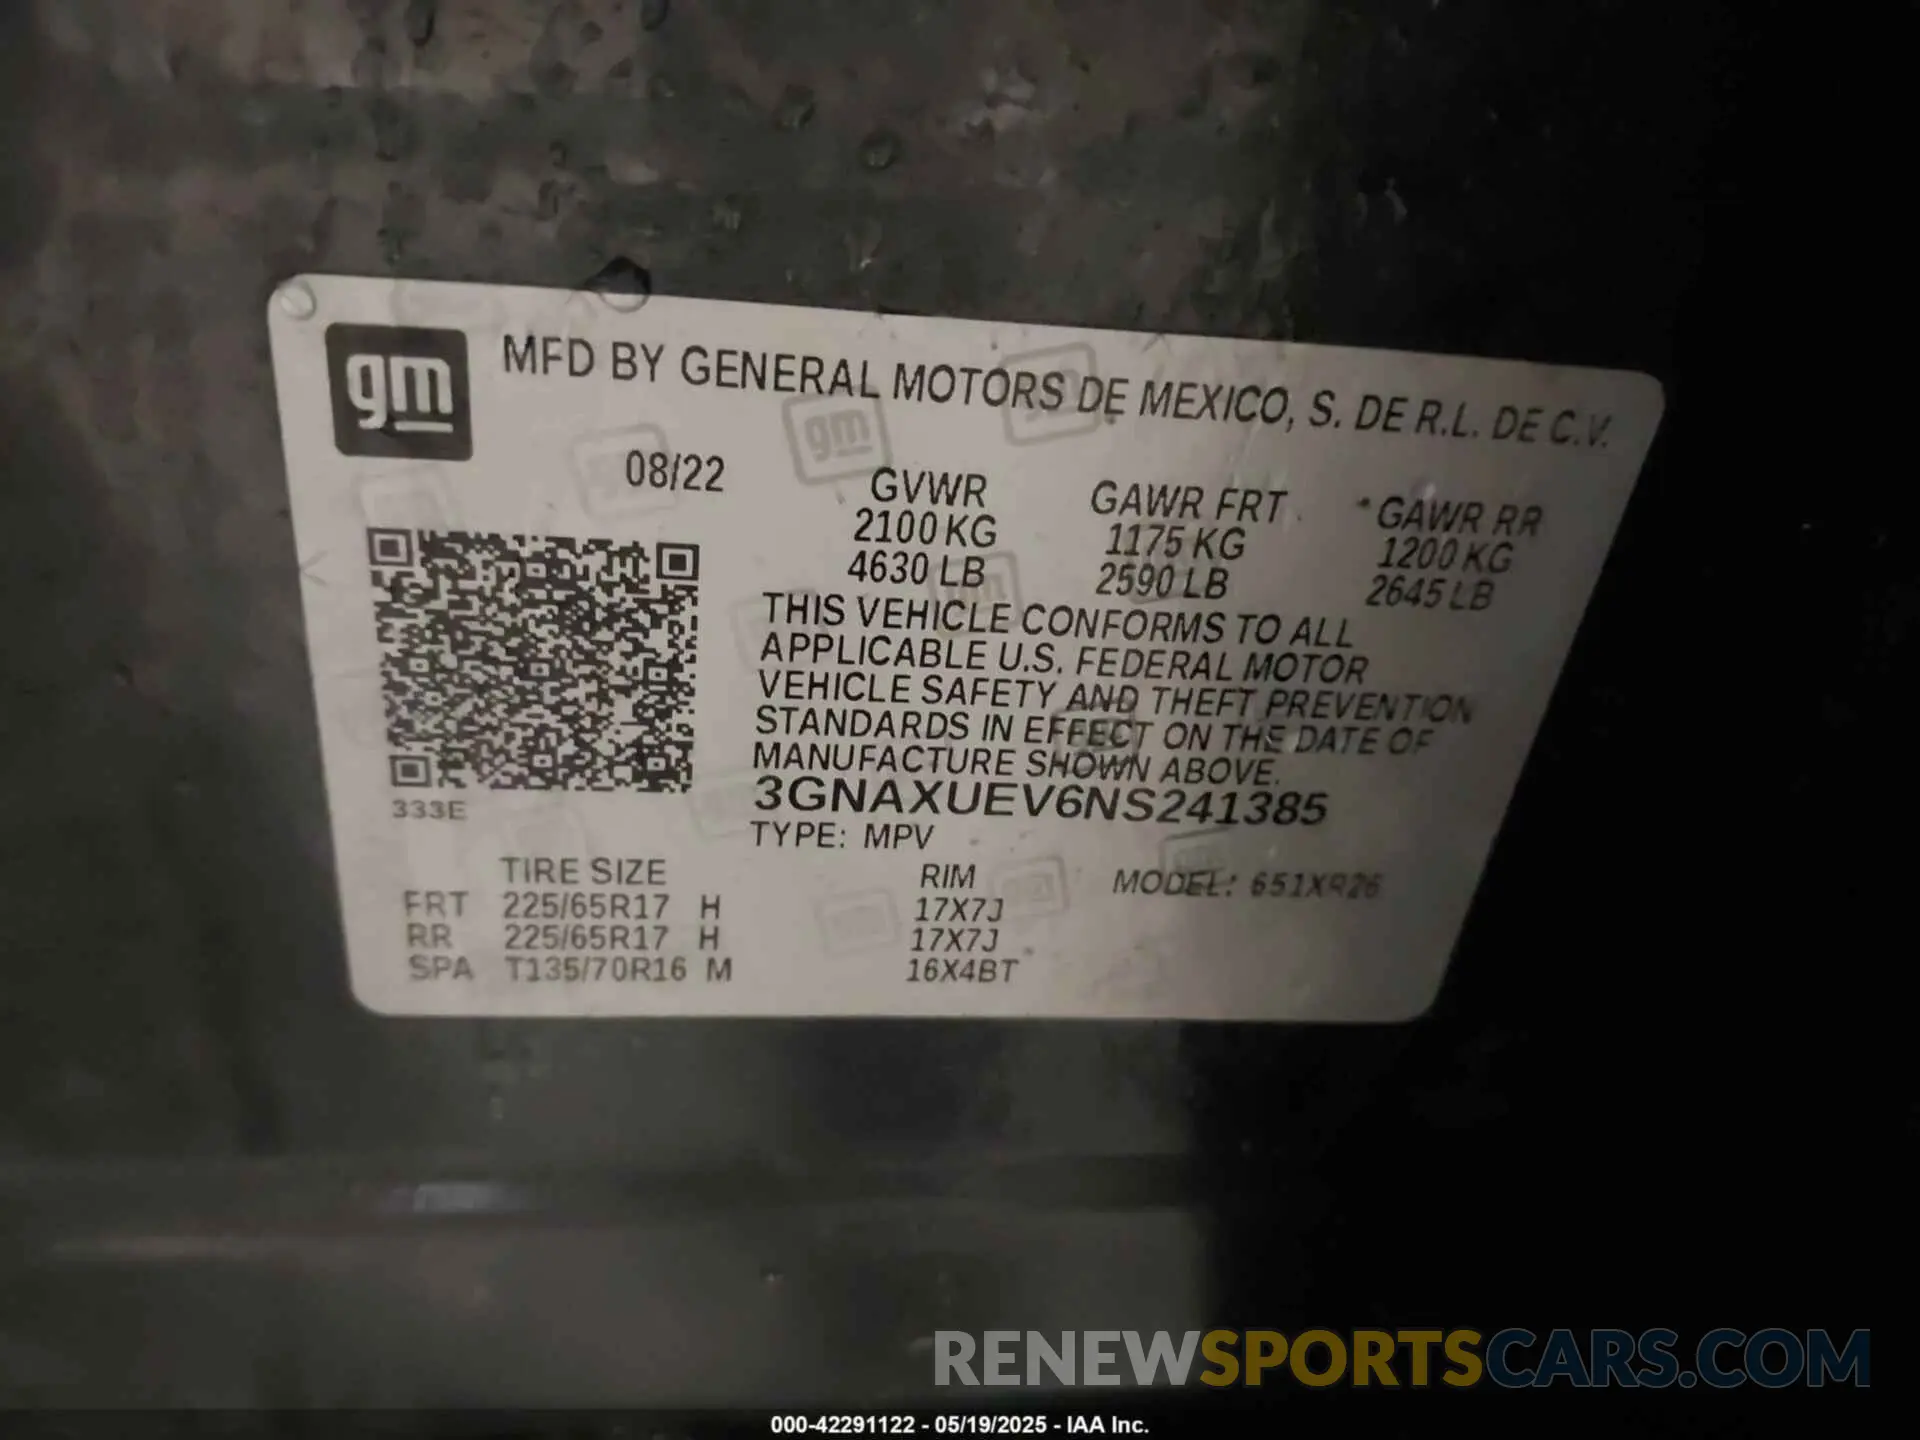 gm
MFD BY GENERAL MOTORS DE MEXICO, S. DE R.L. DE C.V.
08/22
GVWR GAWR FRT GAWR RR
2100 KG 1175 KG 1200 KG
4630 LB 2590 LB 2645 LB
THIS VEHICLE CONFORMS TO ALL
APPLICABLE U.S. FEDERAL MOTOR
VEHICLE SAFETY AND THEFT PREVENTION
STANDARDS IN EFFECT ON THE DATE OF
MANUFACTURE SHOWN ABOVE.
3GNAXUEV6NS241385
333E
TYPE: MPV
TIRE SIZE RIM MODEL: 651XR26
FRT 225/65R17 H 17X7J
RR 225/65R17 H 17X7J
SPA T135/70R16 M 16X4BT
RENEWSPORTSCARS.COM
000-42291122 - 05/19/2025 - IAA Inc.